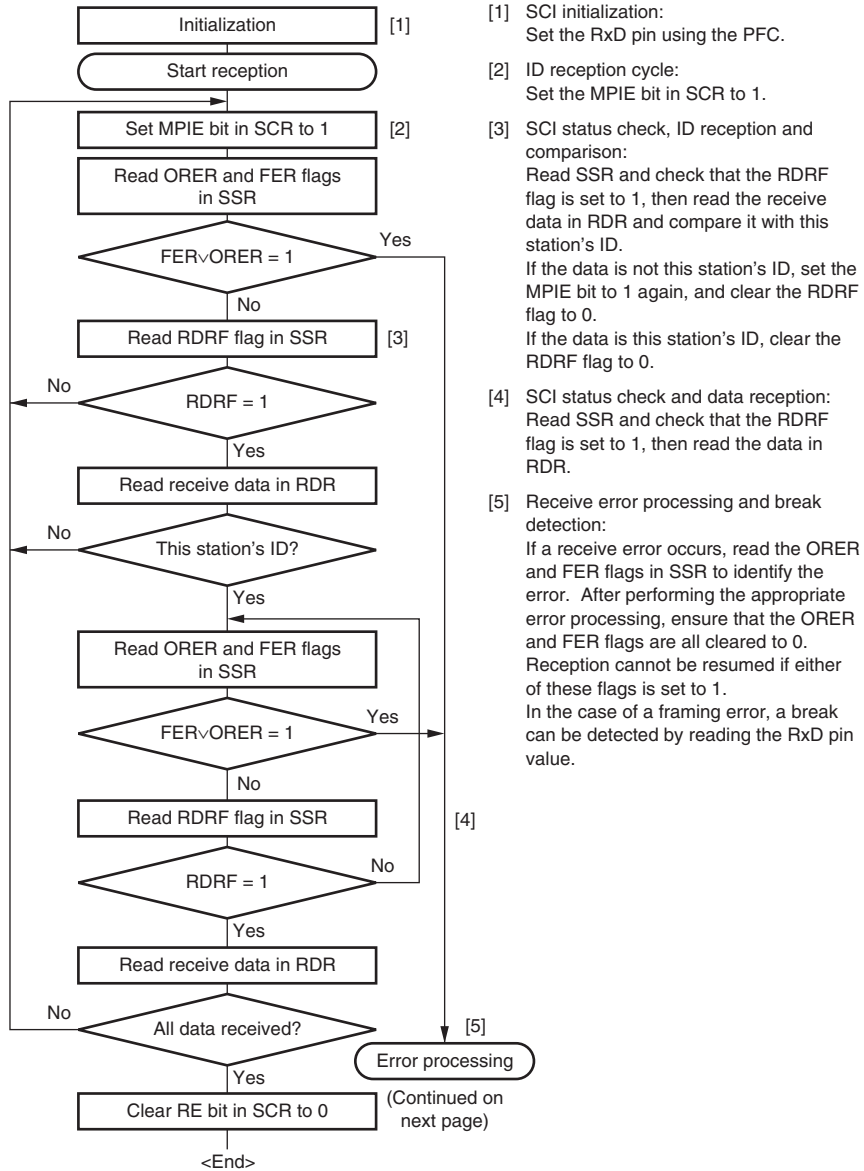 Initialization
[1]
Start reception
Set MPIE bit in SCR to 1
[2]
Read ORER and FER flags
in SSR
FER∨ORER = 1
Yes
No
Read RDRF flag in SSR
[3]
No
RDRF = 1
Yes
Read receive data in RDR
No
This station's ID?
Yes
Read ORER and FER flags
in SSR
FER∨ORER = 1
Yes
No
Read RDRF flag in SSR
[4]
No
RDRF = 1
Yes
Read receive data in RDR
No
All data received?
[5]
Error processing
Yes
(Continued on
next page)
Clear RE bit in SCR to 0
<End>
[1] SCI initialization:
Set the RxD pin using the PFC.
[2] ID reception cycle:
Set the MPIE bit in SCR to 1.
[3] SCI status check, ID reception and
comparison:
Read SSR and check that the RDRF
flag is set to 1, then read the receive
data in RDR and compare it with this
station's ID.
If the data is not this station's ID, set the
MPIE bit to 1 again, and clear the RDRF
flag to 0.
If the data is this station's ID, clear the
RDRF flag to 0.
[4] SCI status check and data reception:
Read SSR and check that the RDRF
flag is set to 1, then read the data in
RDR.
[5] Receive error processing and break
detection:
If a receive error occurs, read the ORER
and FER flags in SSR to identify the
error. After performing the appropriate
error processing, ensure that the ORER
and FER flags are all cleared to 0.
Reception cannot be resumed if either
of these flags is set to 1.
In the case of a framing error, a break
can be detected by reading the RxD pin
value.